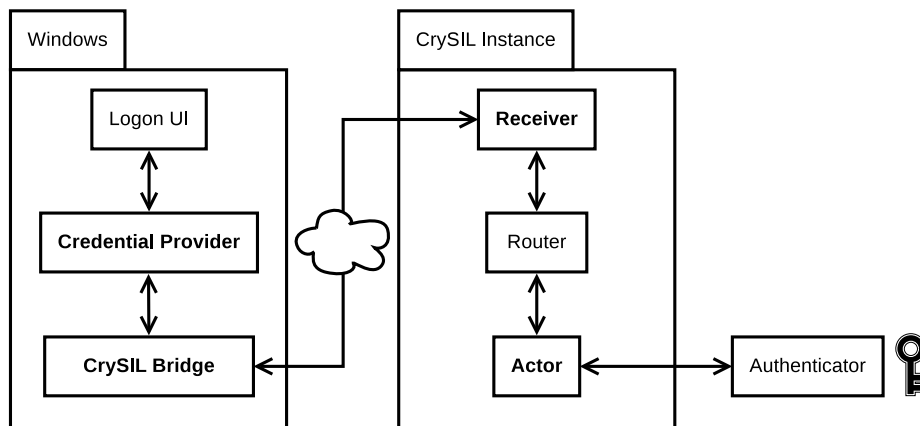 Windows
Logon UI
Credential Provider
CrySIL Bridge
CrySIL Instance
Receiver
Router
Actor
Authenticator